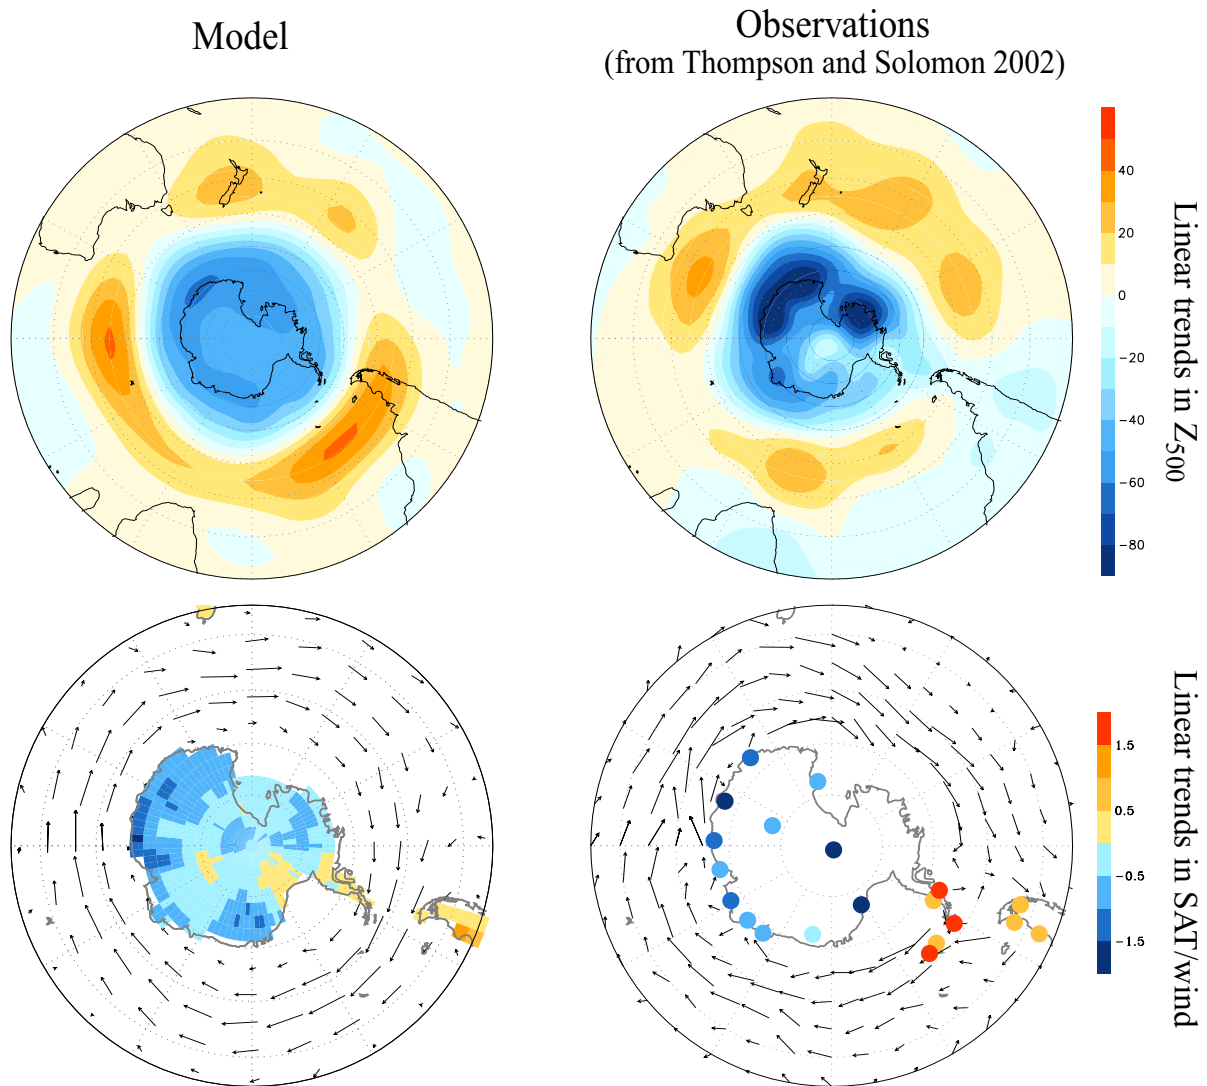 Model
Observations
(from Thompson and Solomon 2002)
40
20
0
−20
−40
−60
−80
Linear trends in Z500
1.5
0.5
−0.5
−1.5
Linear trends in SAT/wind